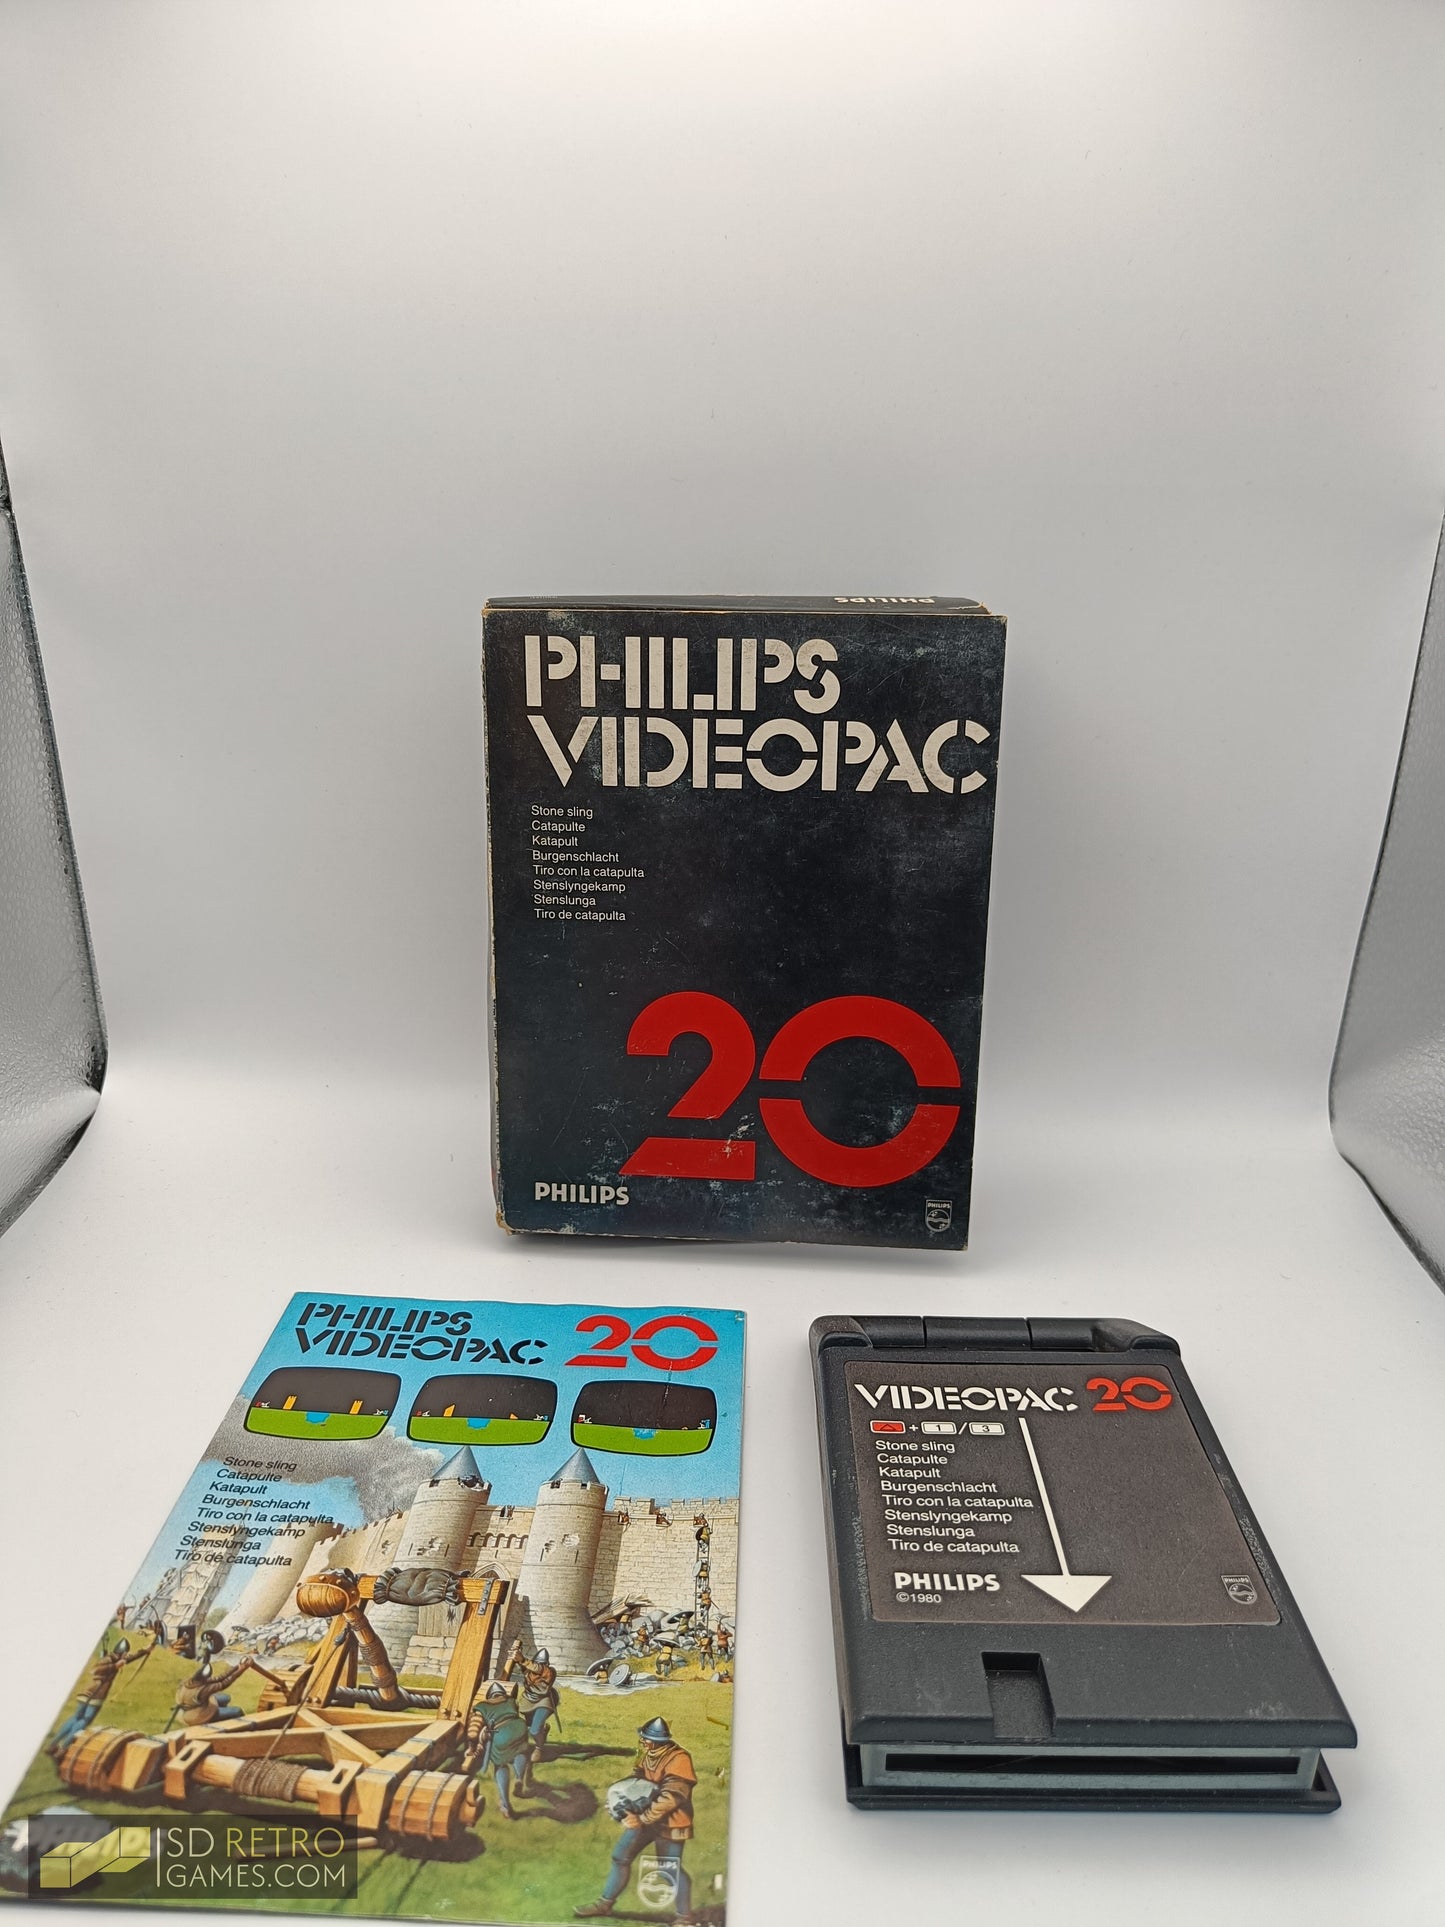 PHILIPS
PHILIPS
VIDEOPAC
Stone sling
Catapulte
Katapult
Burgenschlacht
Tiro con la catapulta
Stenslyngekamp
Stenslunga
Tiro de catapulta
20
PHILIPS
PHILIPS
PHILIPS
VIDEOPAC 20
Stone sling
Catapulte
Katapult
Burgenschlacht
Tiro con la catapulta
Stenslyngekamp
Stenslunga
Tiro de catapulta
PHILIPS
VIDEOPAC 20
+ 1 / 3
Stone sling
Catapulte
Katapult
Burgenschlacht
Tiro con la catapulta
Stenslyngekamp
Stenslunga
Tiro de catapulta
PHILIPS
©1980
PHILIPS
SD RETRO
GAMES.COM